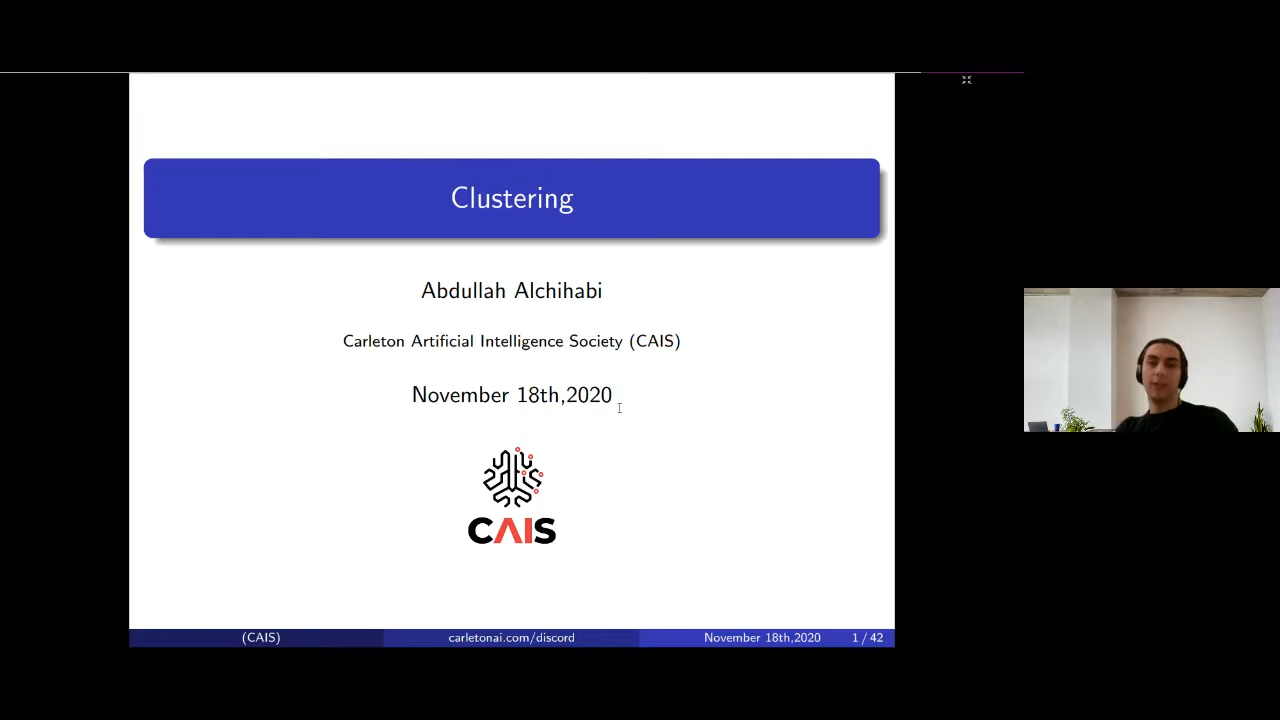 Clustering
Abdullah Alchihabi
Carleton Artificial Intelligence Society (CAIS)
November 18th,2020
CAIS
(CAIS) carletonai.com/discord November 18th,2020 1 / 42